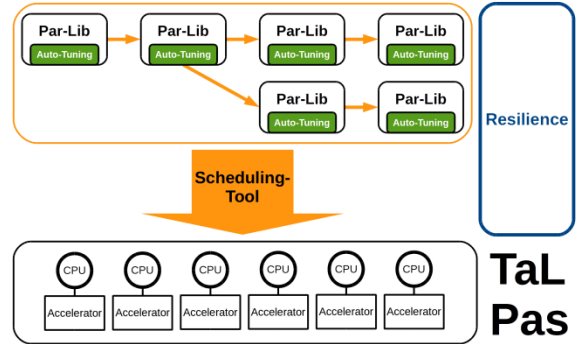 Par-Lib Par-Lib Par-Lib Par-Lib
Auto-Tuning Auto-Tuning Auto-Tuning Auto-Tuning
Par-Lib Par-Lib
Auto-Tuning Auto-Tuning
Resilience
Scheduling-
Tool
CPU CPU CPU CPU CPU CPU
Accelerator Accelerator Accelerator Accelerator Accelerator Accelerator
TaL
Pas